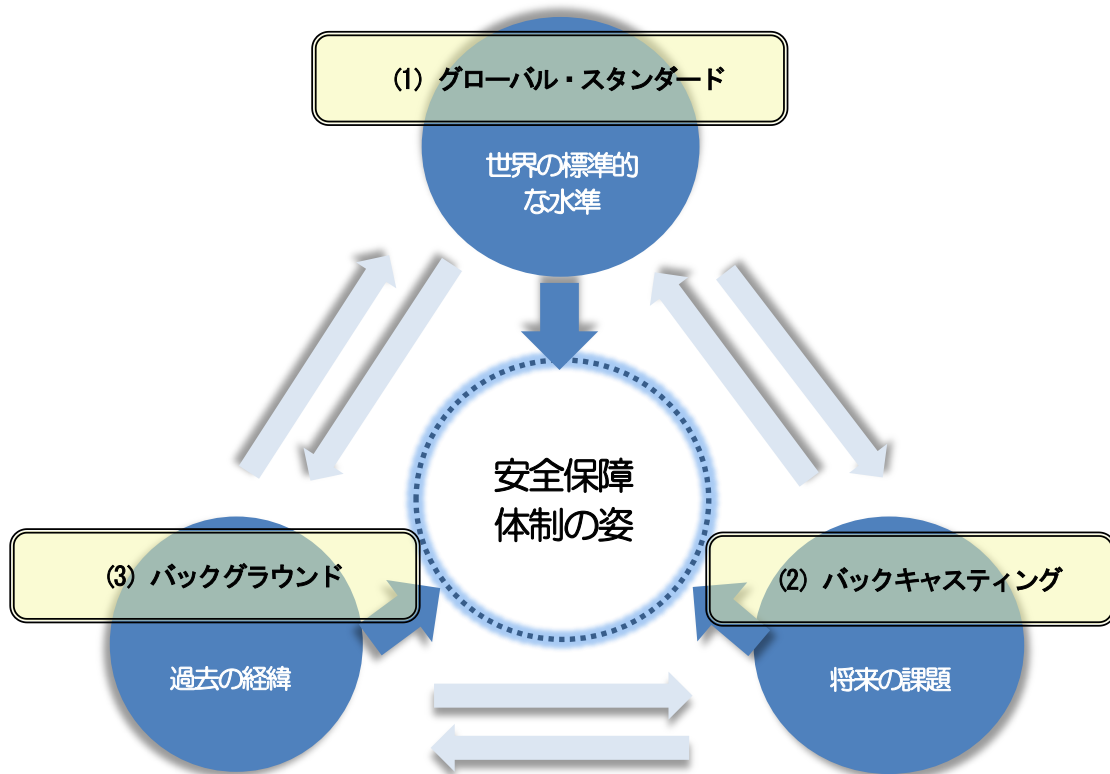 (1) グローバル・スタンダード
世界の標準的
な水準
安全保障
体制の姿
(3) バックグラウンド
過去の経緯
(2) バックキャスティング
将来の課題